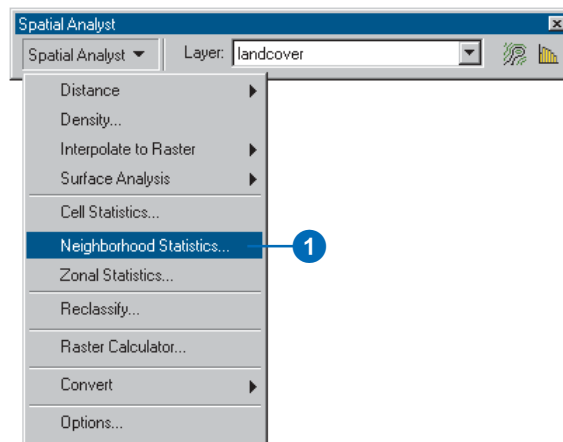 Spatial Analyst
Spatial Analyst Layer: landcover
Distance
Density...
Interpolate to Raster
Surface Analysis
Cell Statistics...
Neighborhood Statistics... 1
Zonal Statistics...
Reclassify...
Raster Calculator...
Convert
Options...